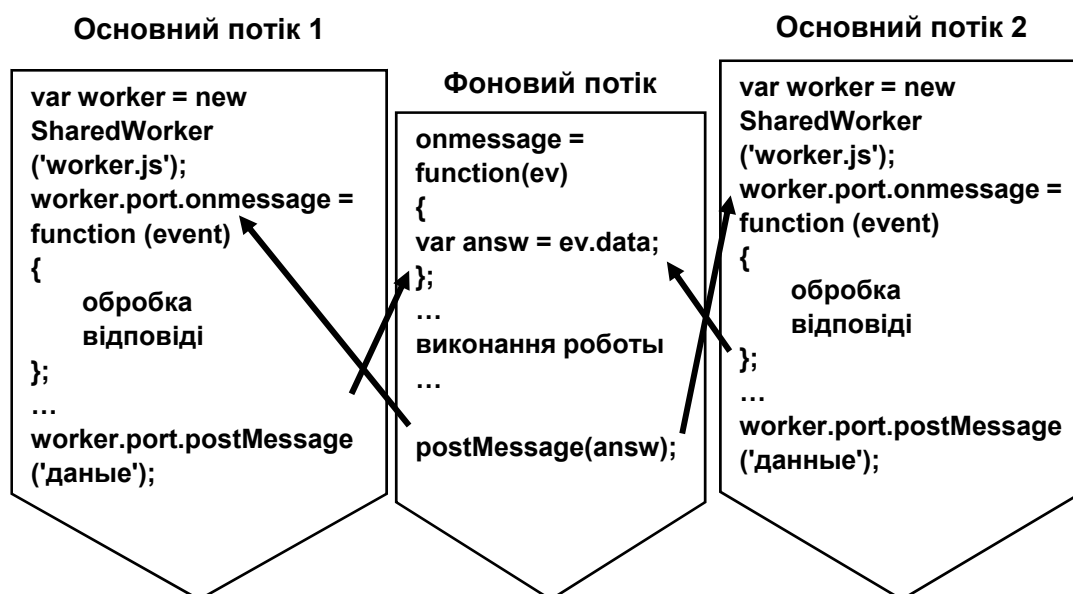 Основний потік 1
var worker = new
SharedWorker
('worker.js');
worker.port.onmessage =
function (event)
{
обробка
відповіді
};
…
worker.port.postMessage
('даные');
Фоновий потік
onmessage =
function(ev)
{
var answ = ev.data;
};
…
виконання роботы
…
postMessage(answ);
Основний потік 2
var worker = new
SharedWorker
('worker.js');
worker.port.onmessage =
function (event)
{
обробка
відповіді
};
…
worker.port.postMessage
('данные');